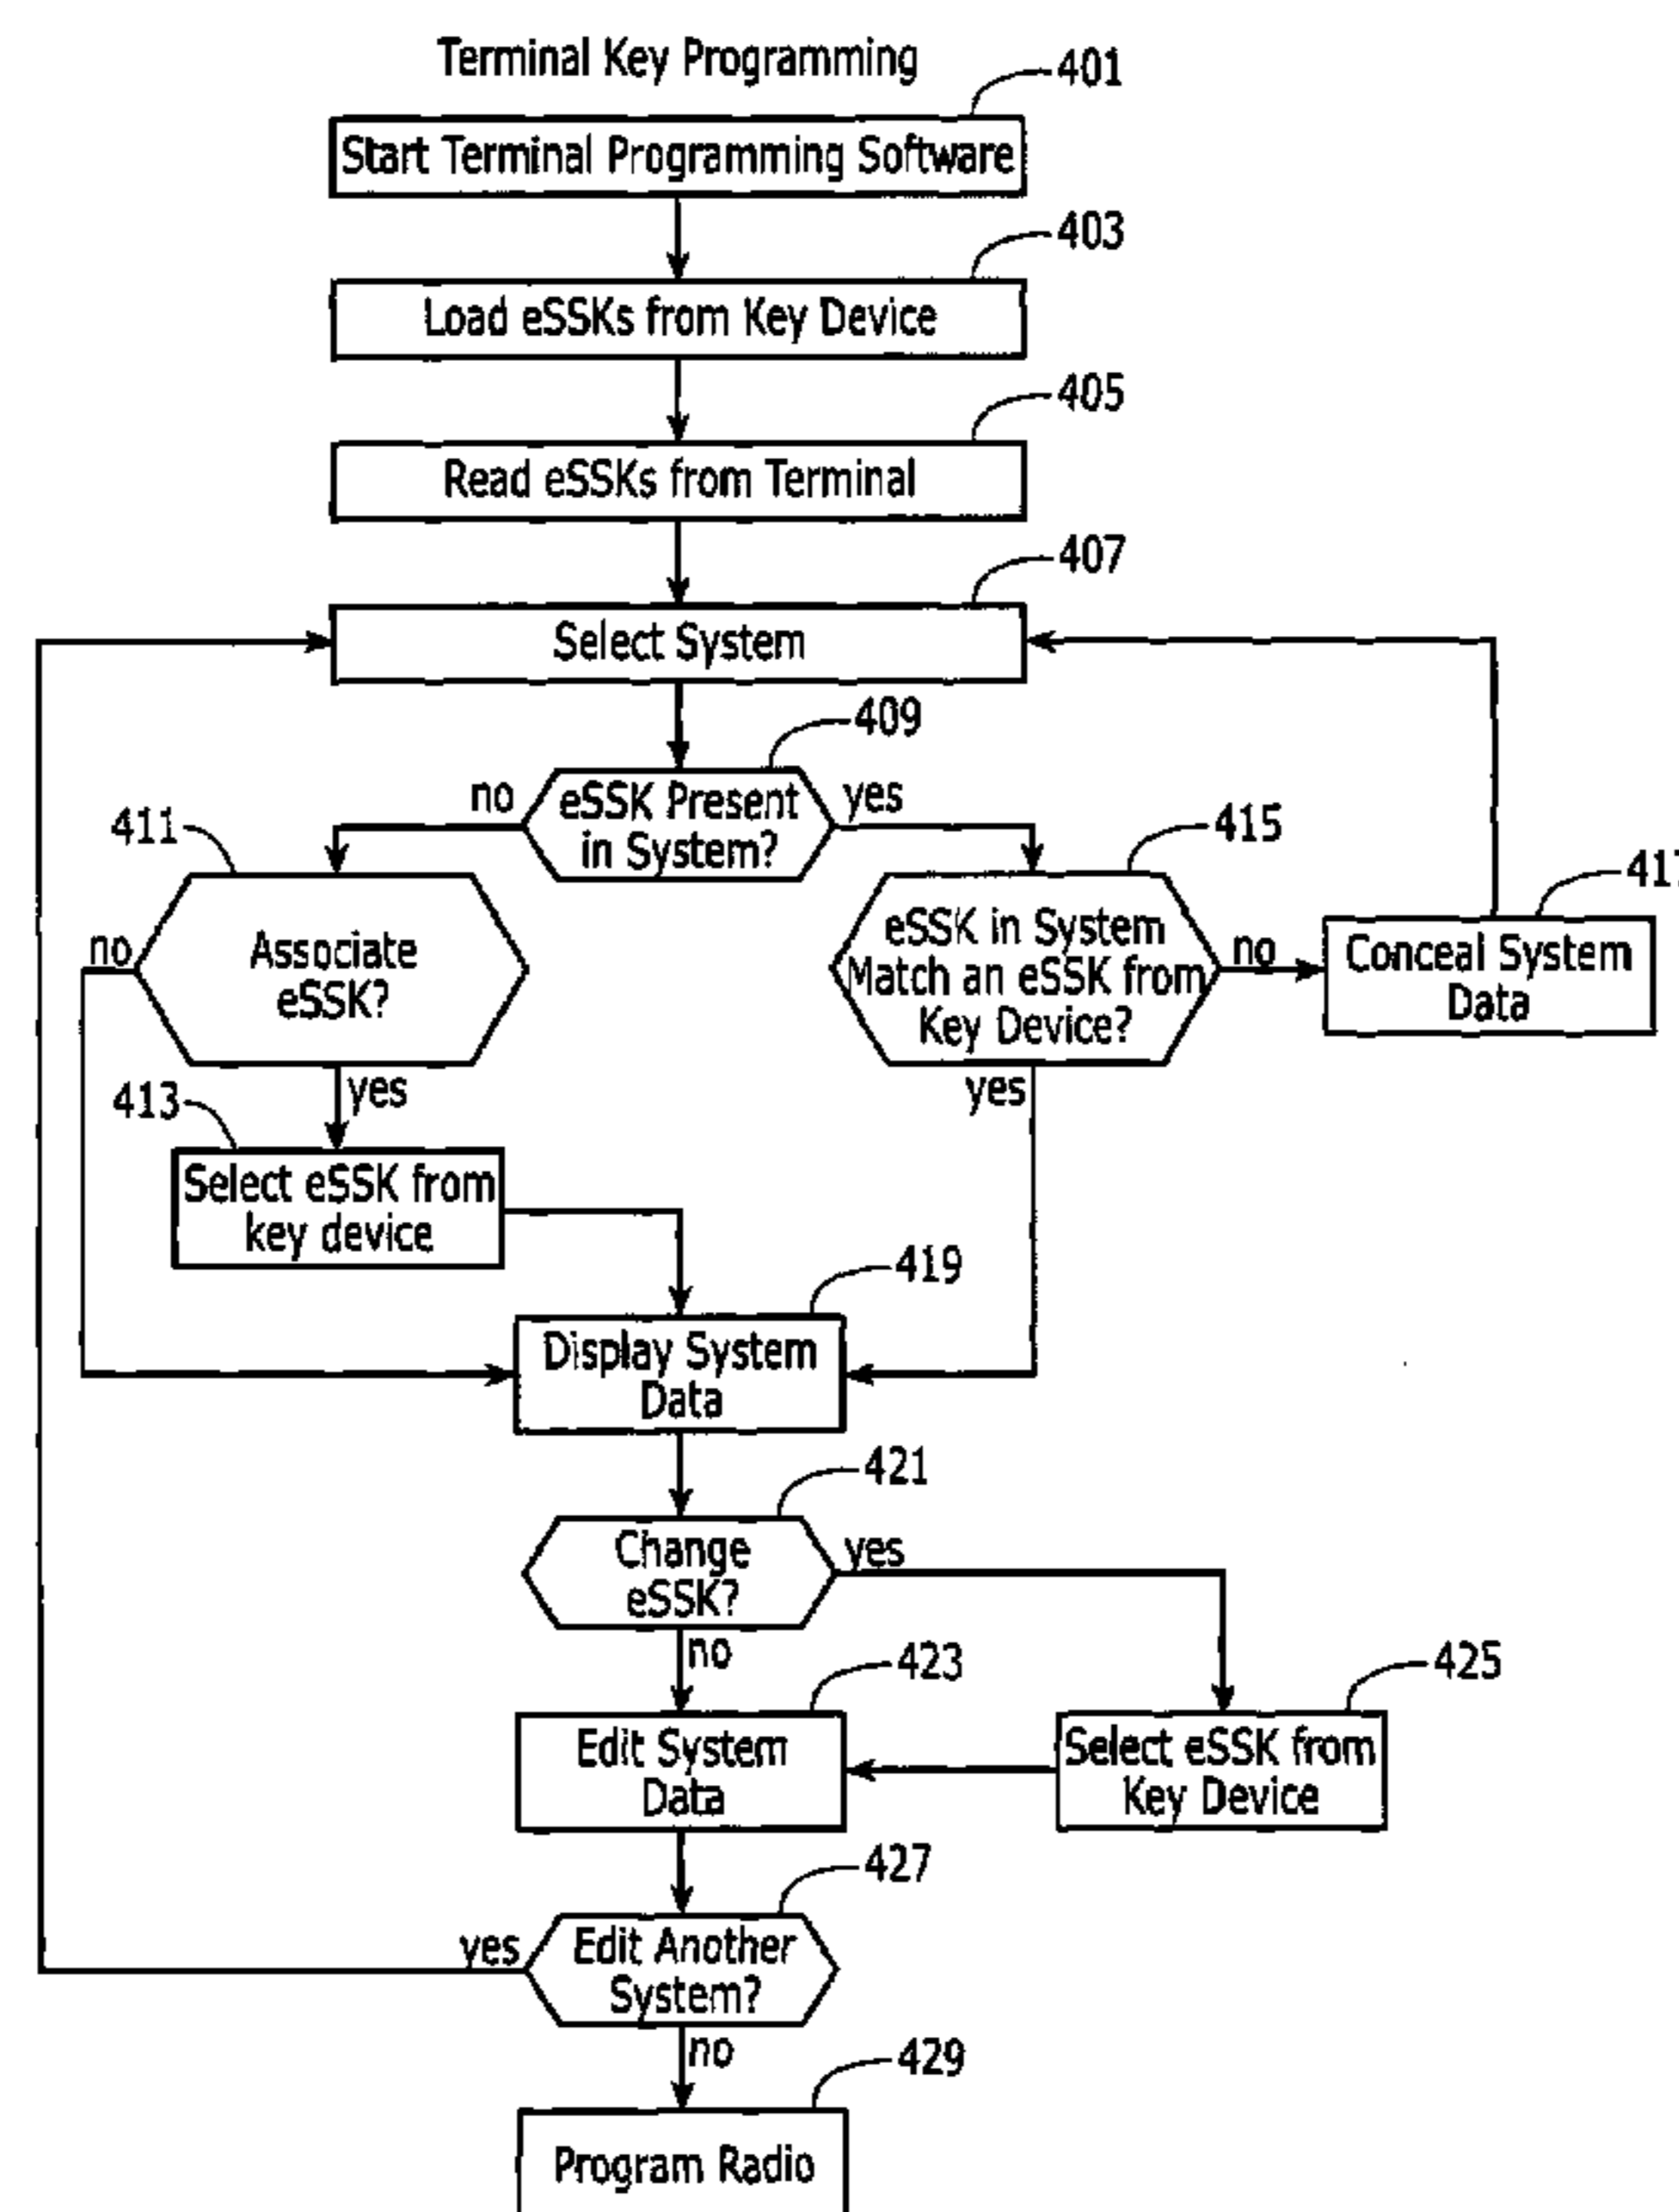 Terminal Key Programming
401
Start Terminal Programming Software
403
Load eSSKs from Key Device
405
Read eSSKs from Terminal
407
Select System
409
no
eSSK Present
in System?
yes
411
415
417
no
Associate
eSSK?
eSSK in System
Match an eSSK from
Key Device?
no
Conceal System
Data
413
yes
yes
Select eSSK from
key device
419
Display System
Data
421
Change
eSSK?
yes
no
423
425
Edit System
Data
Select eSSK from
Key Device
427
yes
Edit Another
System?
no
429
Program Radio